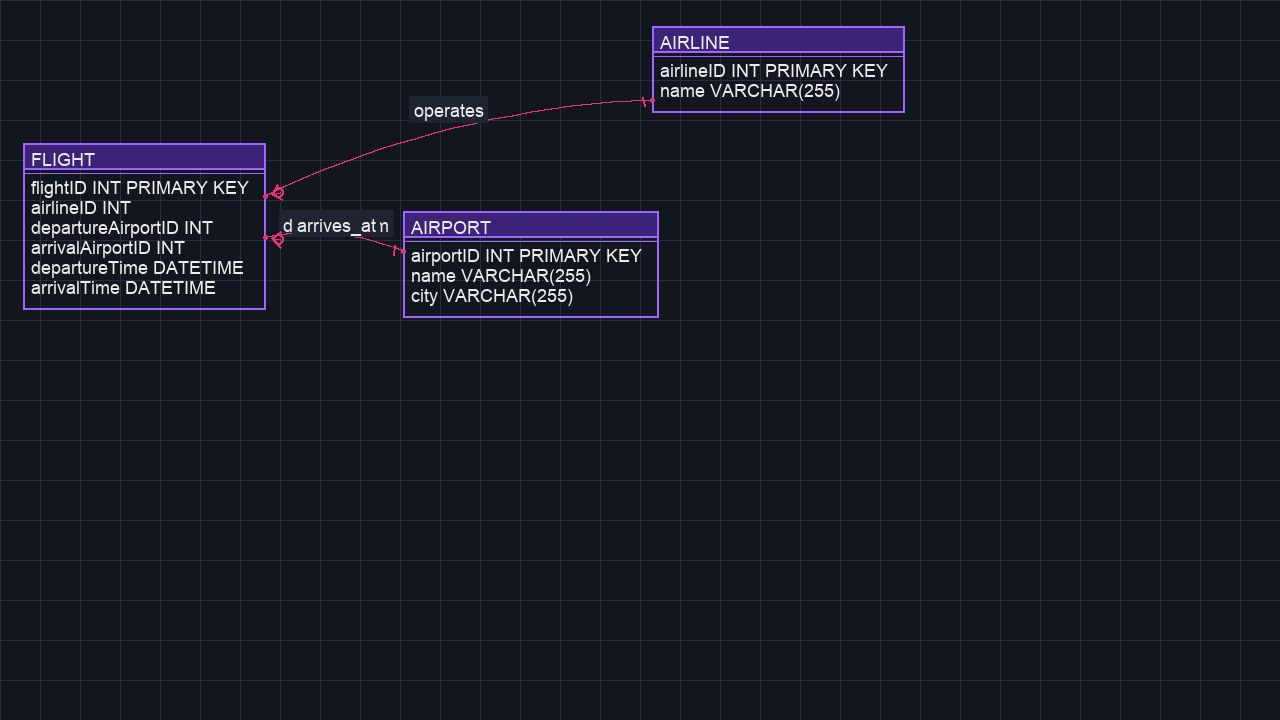 AIRLINE
airlineID INT PRIMARY KEY
name VARCHAR(255)
operates
FLIGHT
flightID INT PRIMARY KEY
airlineID INT
departureAirportID INT
arrivalAirportID INT
departureTime DATETIME
arrivalTime DATETIME
arrives_at
AIRPORT
airportID INT PRIMARY KEY
name VARCHAR(255)
city VARCHAR(255)